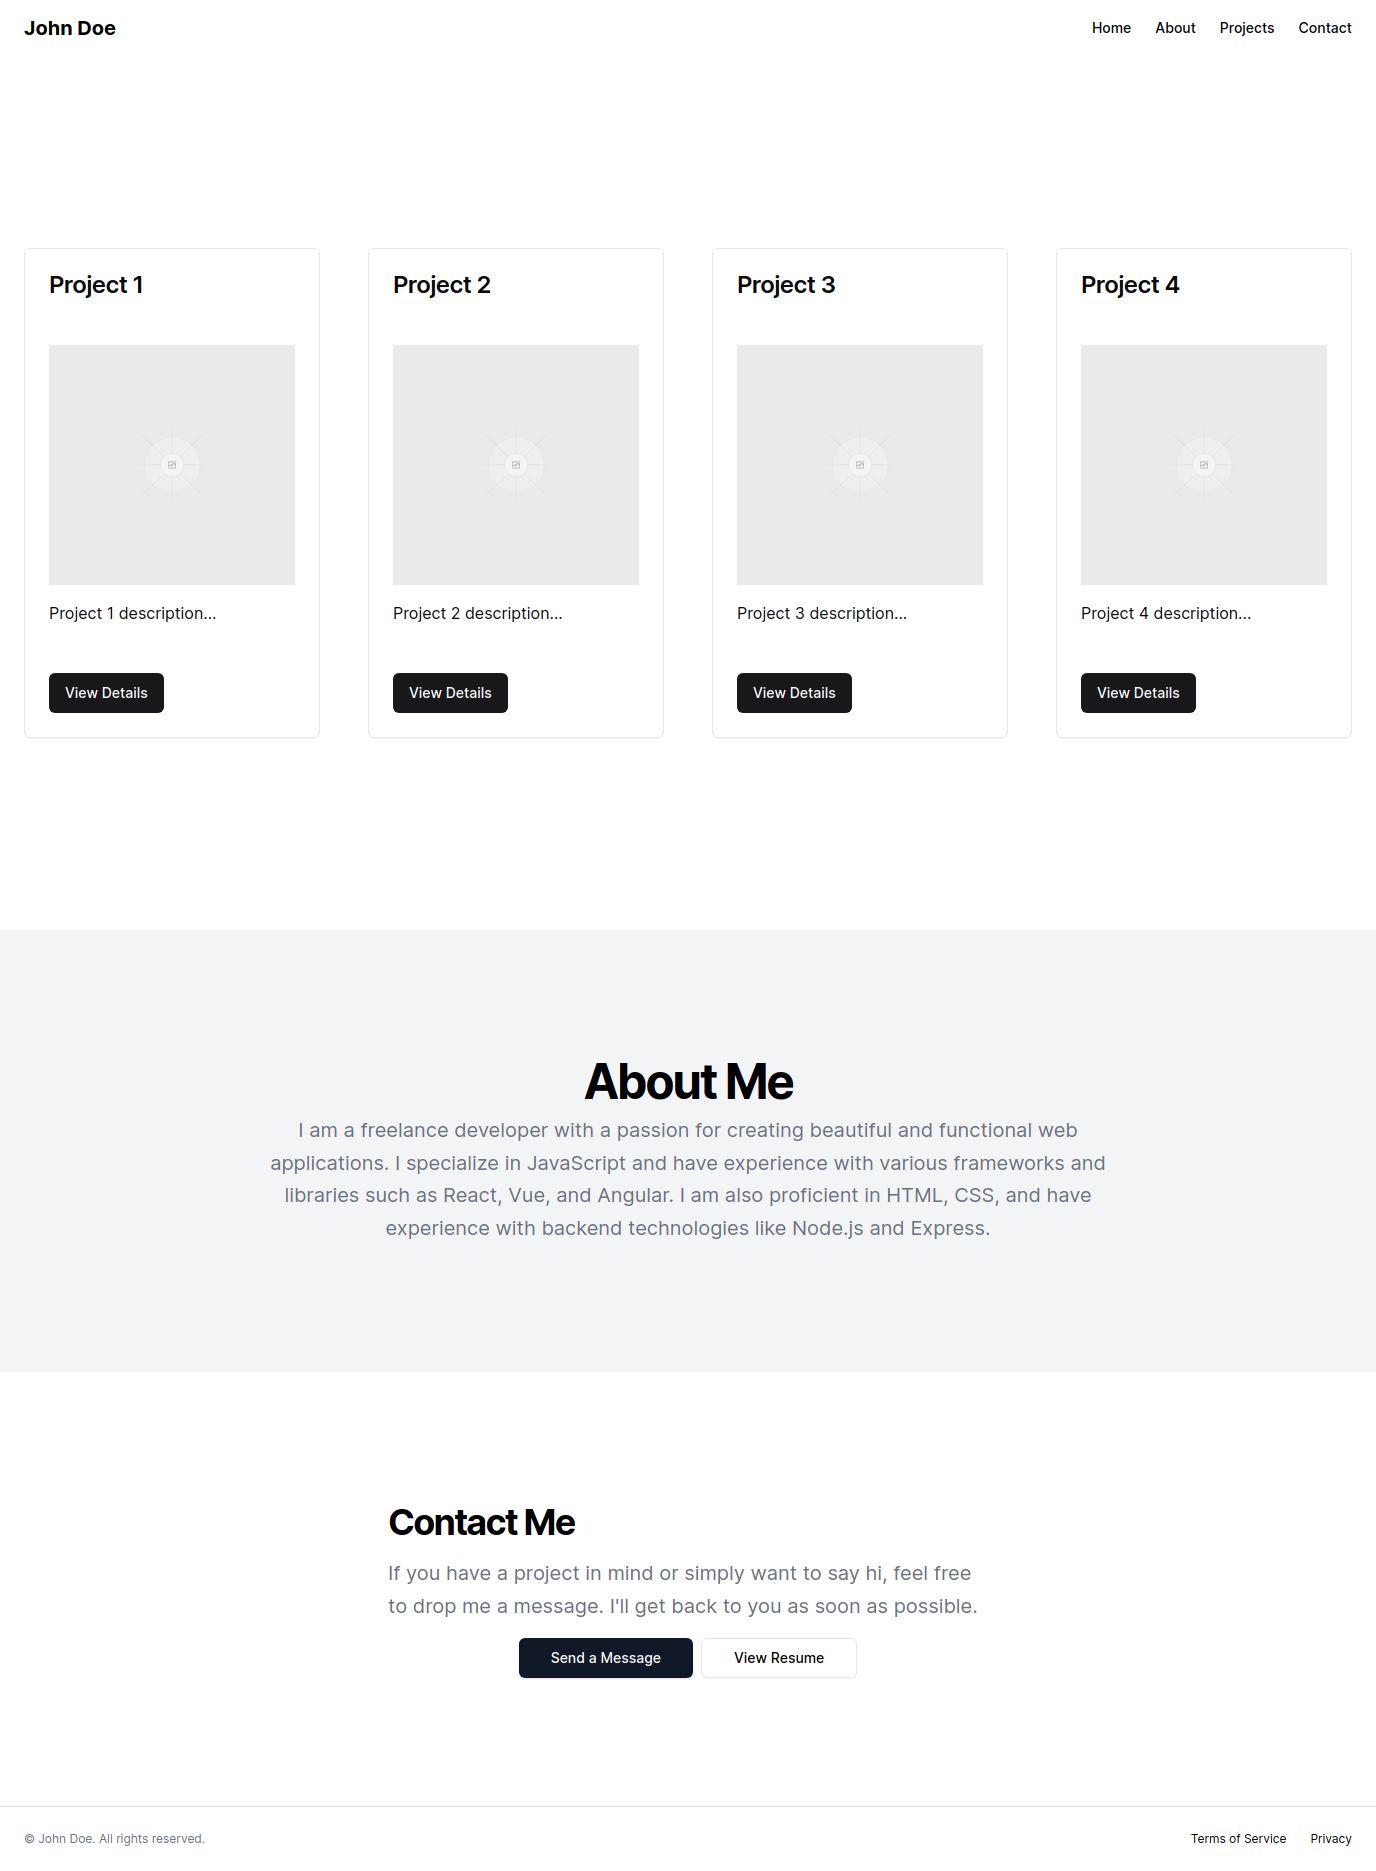 John Doe
Home About Projects Contact
Project 1
Project 2
Project 3
Project 4
Project 1 description...
Project 2 description...
Project 3 description...
Project 4 description...
View Details
View Details
View Details
View Details
About Me
I am a freelance developer with a passion for creating beautiful and functional web
applications. I specialize in JavaScript and have experience with various frameworks and
libraries such as React, Vue, and Angular. I am also proficient in HTML, CSS, and have
experience with backend technologies like Node.js and Express.
Contact Me
If you have a project in mind or simply want to say hi, feel free
to drop me a message. I'll get back to you as soon as possible.
Send a Message
View Resume
© John Doe. All rights reserved.
Terms of Service Privacy